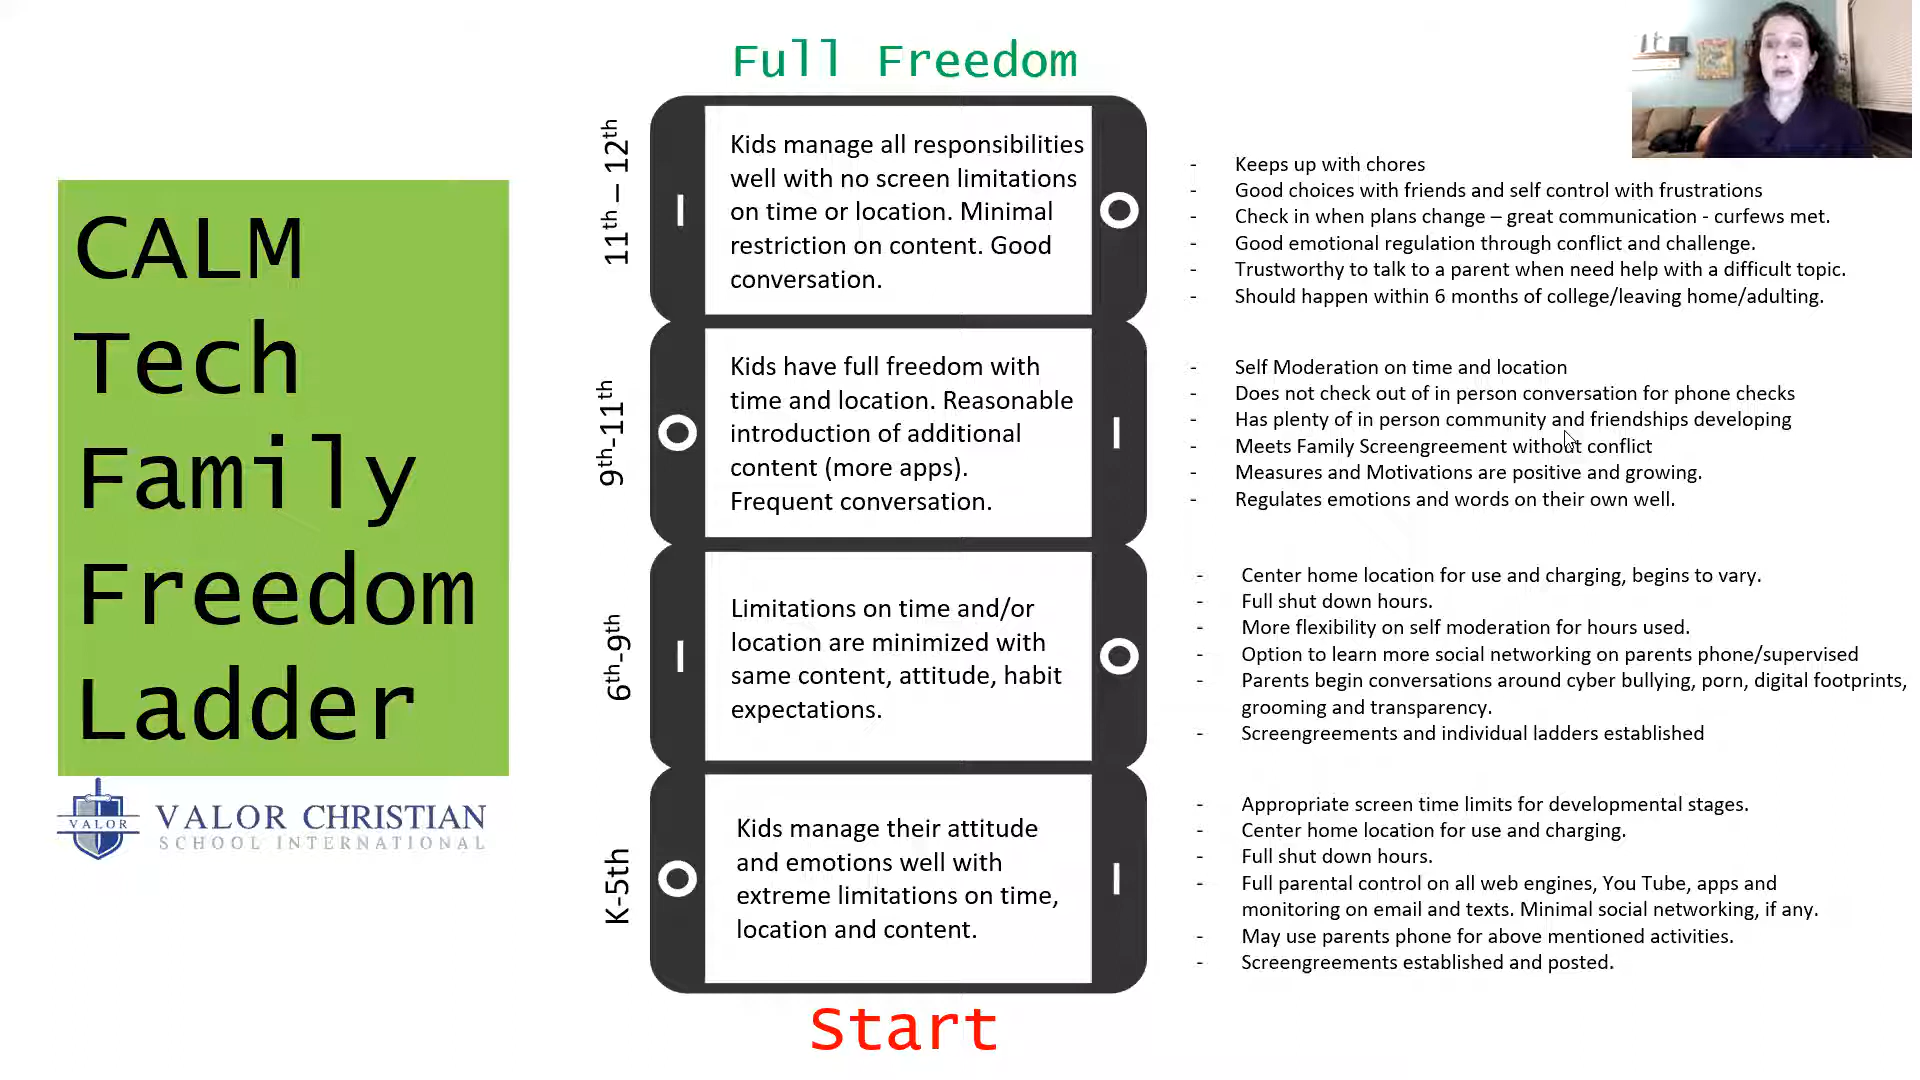 CALM
Tech
Family
Freedom
Ladder
VALOR
VALOR CHRISTIAN
SCHOOL INTERNATIONAL
Full Freedom
11th – 12th
Kids manage all responsibilities
well with no screen limitations
on time or location. Minimal
restriction on content. Good
conversation.
- Keeps up with chores
- Good choices with friends and self control with frustrations
- Check in when plans change – great communication - curfews met.
- Good emotional regulation through conflict and challenge.
- Trustworthy to talk to a parent when need help with a difficult topic.
- Should happen within 6 months of college/leaving home/adulting.
9th-11th
Kids have full freedom with
time and location. Reasonable
introduction of additional
content (more apps).
Frequent conversation.
- Self Moderation on time and location
- Does not check out of in person conversation for phone checks
- Has plenty of in person community and friendships developing
- Meets Family Screengreement without conflict
- Measures and Motivations are positive and growing.
- Regulates emotions and words on their own well.
6th-9th
Limitations on time and/or
location are minimized with
same content, attitude, habit
expectations.
- Center home location for use and charging, begins to vary.
- Full shut down hours.
- More flexibility on self moderation for hours used.
- Option to learn more social networking on parents phone/supervised
- Parents begin conversations around cyber bullying, porn, digital footprints,
grooming and transparency.
- Screengreements and individual ladders established
K-5th
Kids manage their attitude
and emotions well with
extreme limitations on time,
location and content.
- Appropriate screen time limits for developmental stages.
- Center home location for use and charging.
- Full shut down hours.
- Full parental control on all web engines, You Tube, apps and
monitoring on email and texts. Minimal social networking, if any.
- May use parents phone for above mentioned activities.
- Screengreements established and posted.
Start